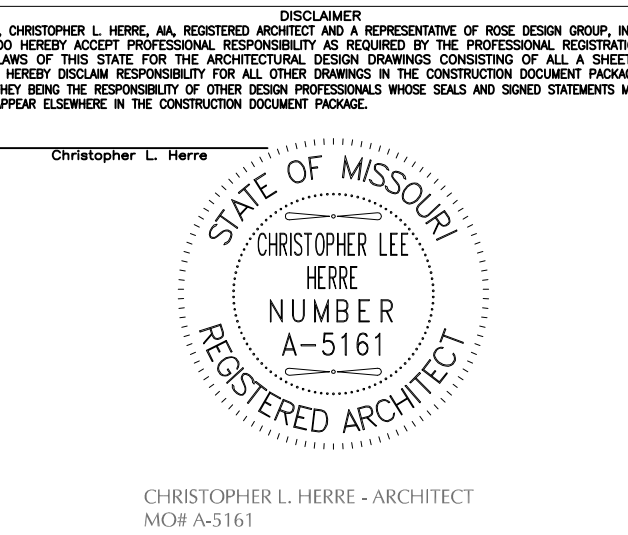 DISCLAIMER
, CHRISTOPHER L. HERRE, AIA, REGISTERED ARCHITECT AND A REPRESENTATIVE OF ROSE DESIGN GROUP, IN
DO HEREBY ACCEPT PROFESSIONAL RESPONSIBILITY AS REQUIRED BY THE PROFESSIONAL REGISTRATI
LAWS OF THIS STATE FOR THE ARCHITECTURAL DESIGN DRAWINGS CONSISTING OF ALL A SHEET
HEREBY DISCLAIM RESPONSIBILITY FOR ALL OTHER DRAWINGS IN THE CONSTRUCTION DOCUMENT PACKAG
THEY BEING THE RESPONSIBILITY OF OTHER DESIGN PROFESSIONALS WHOSE SEALS AND SIGNED STATEMENTS M
APPEAR ELSEWHERE IN THE CONSTRUCTION DOCUMENT PACKAGE.
Christopher L. Herre
STATE OF MISSOURI
CHRISTOPHER LEE
HERRE
NUMBER
A-5161
REGISTERED ARCHITECT
CHRISTOPHER L. HERRE - ARCHITECT
MO# A-5161